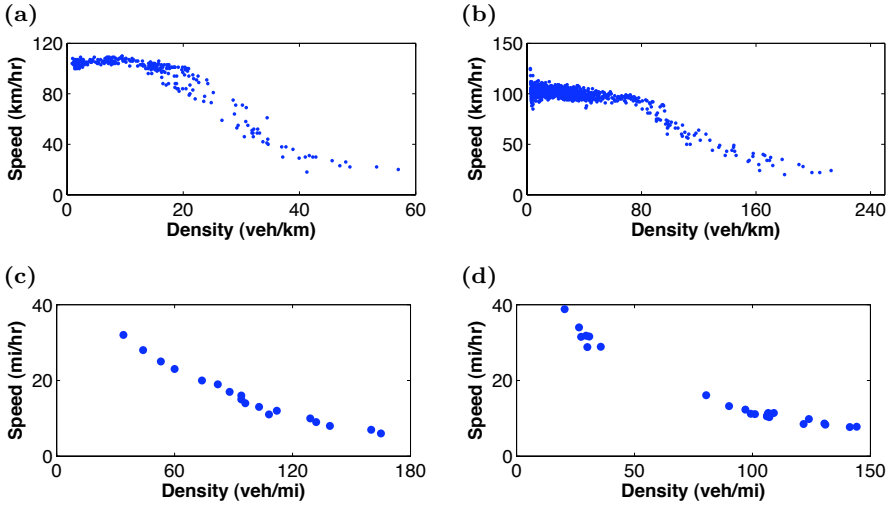 (a)
120
80
40
0
Speed (km/hr)
0 20 40 60
Density (veh/km)
(b)
150
100
50
0
Speed (km/hr)
0 80 160 240
Density (veh/km)
(c)
40
20
0
Speed (mi/hr)
0 60 120 180
Density (veh/mi)
(d)
40
20
0
Speed (mi/hr)
0 50 100 150
Density (veh/mi)